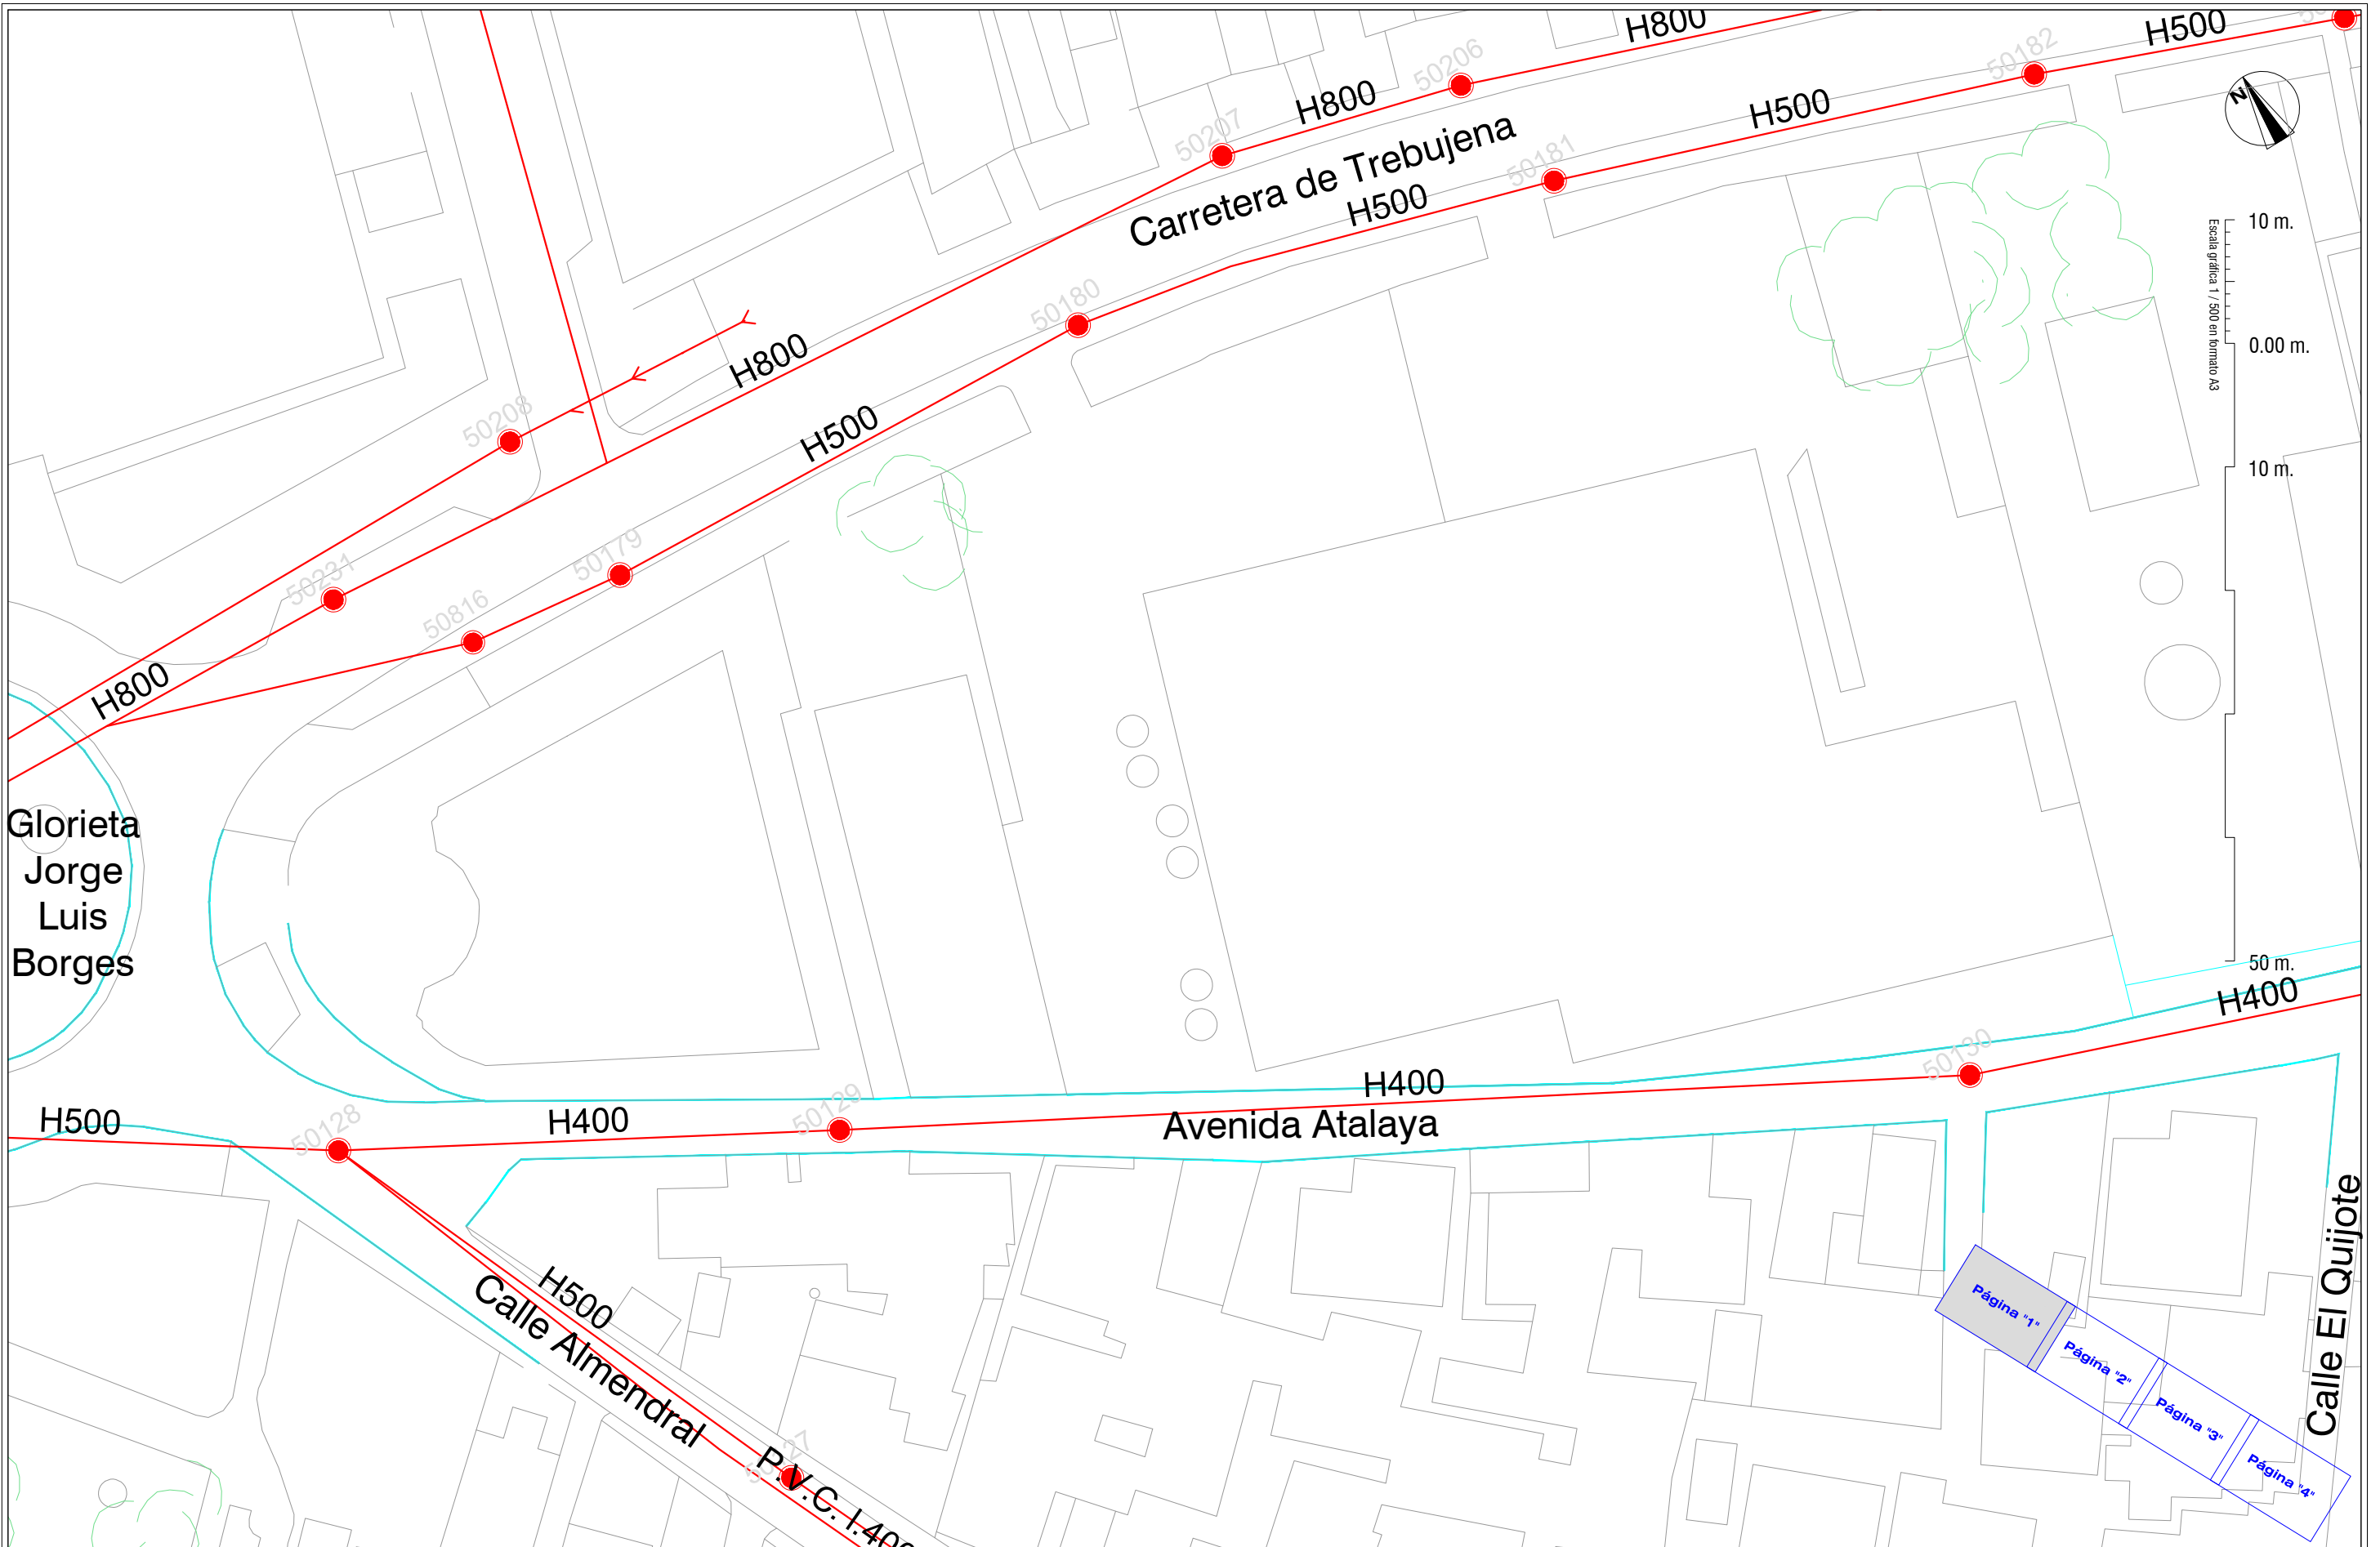 H800
H500
50206
50182
N
H800
H500
50207
Carretera de Trebujena
50181
H500
10 m.
Escala gráfica 1 / 500 en formato A3
50180
0.00 m.
H800
50208
H500
10 m.
50231
50179
50816
H800
Glorieta
Jorge
Luis
Borges
50 m.
H400
50130
H400
H500
50128
H400
50129
Avenida Atalaya
Calle El Quijote
H500
Calle Almendral
Página "1"
Página "2"
Página "3"
Página "4"
P.V.C. I.400